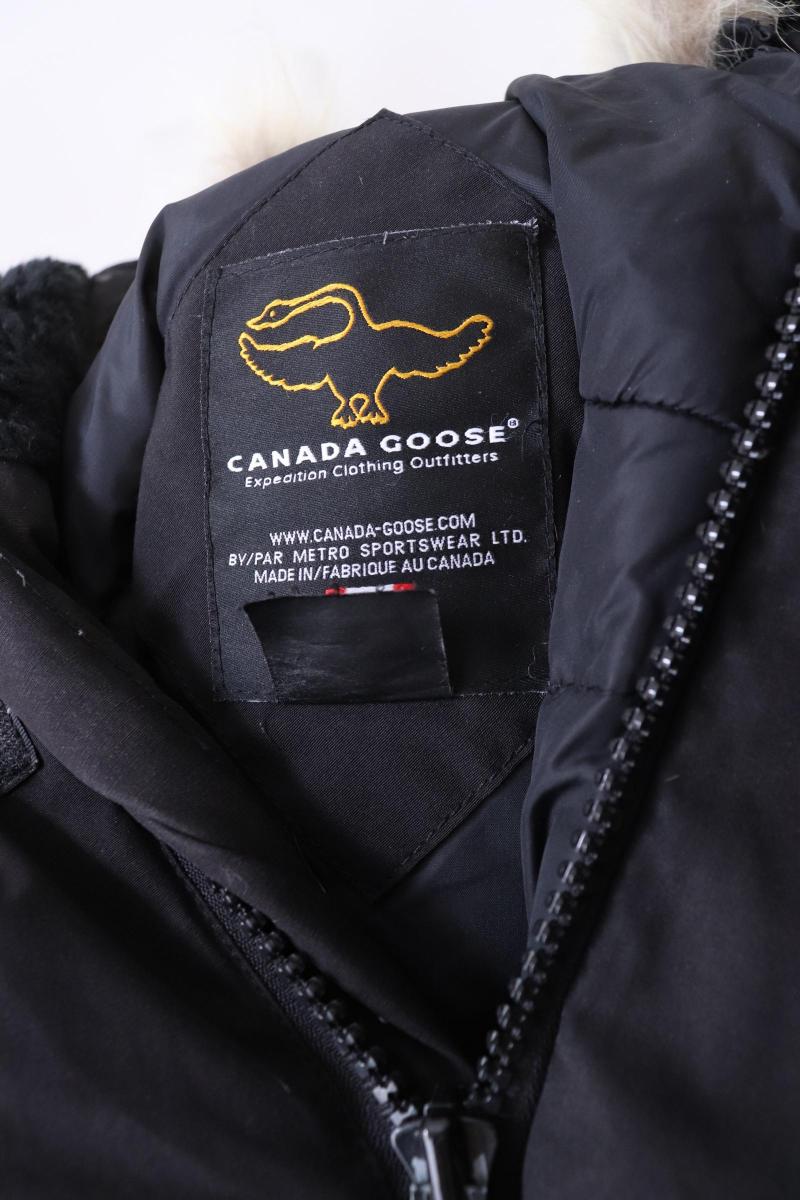 CANADA GOOSE®
Expedition Clothing Outfitters
WWW.CANADA-GOOSE.COM
BY/PAR METRO SPORTSWEAR LTD.
MADE IN/FABRIQUE AU CANADA